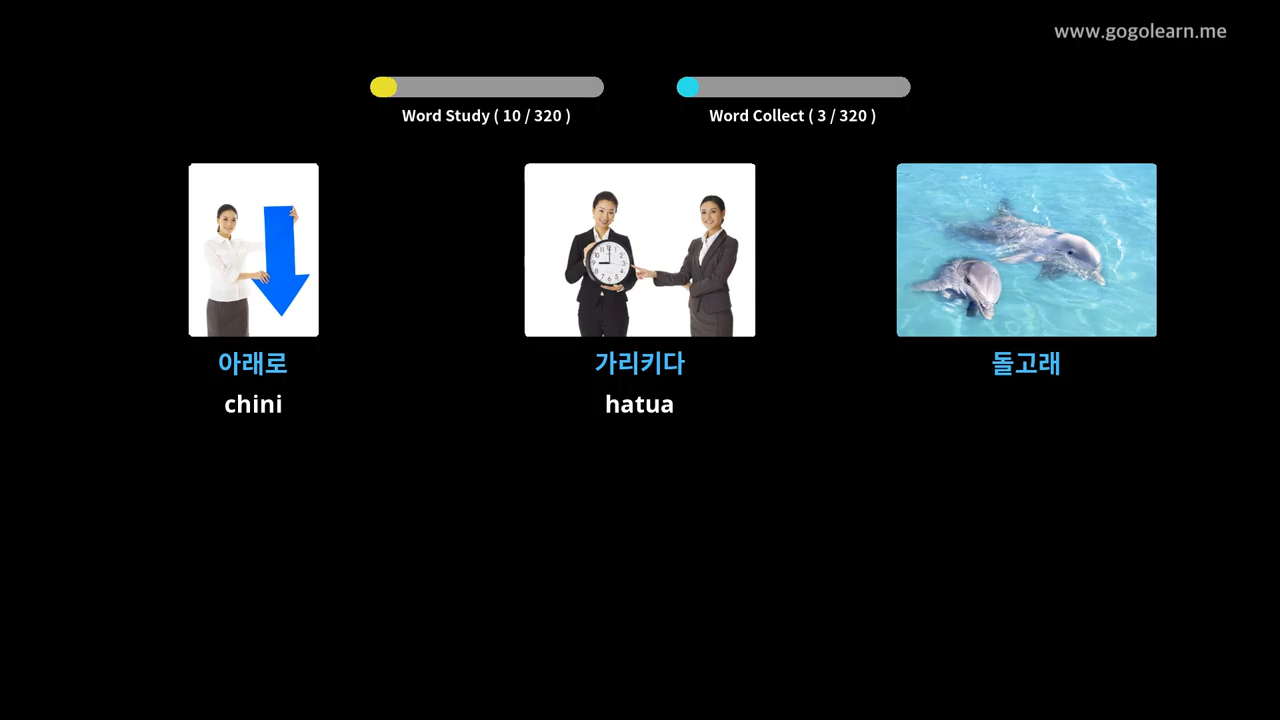 www.gogolearn.me
Word Study ( 10 / 320 )
Word Collect ( 3 / 320 )
아래로
가리키다
돌고래
chini
hatua